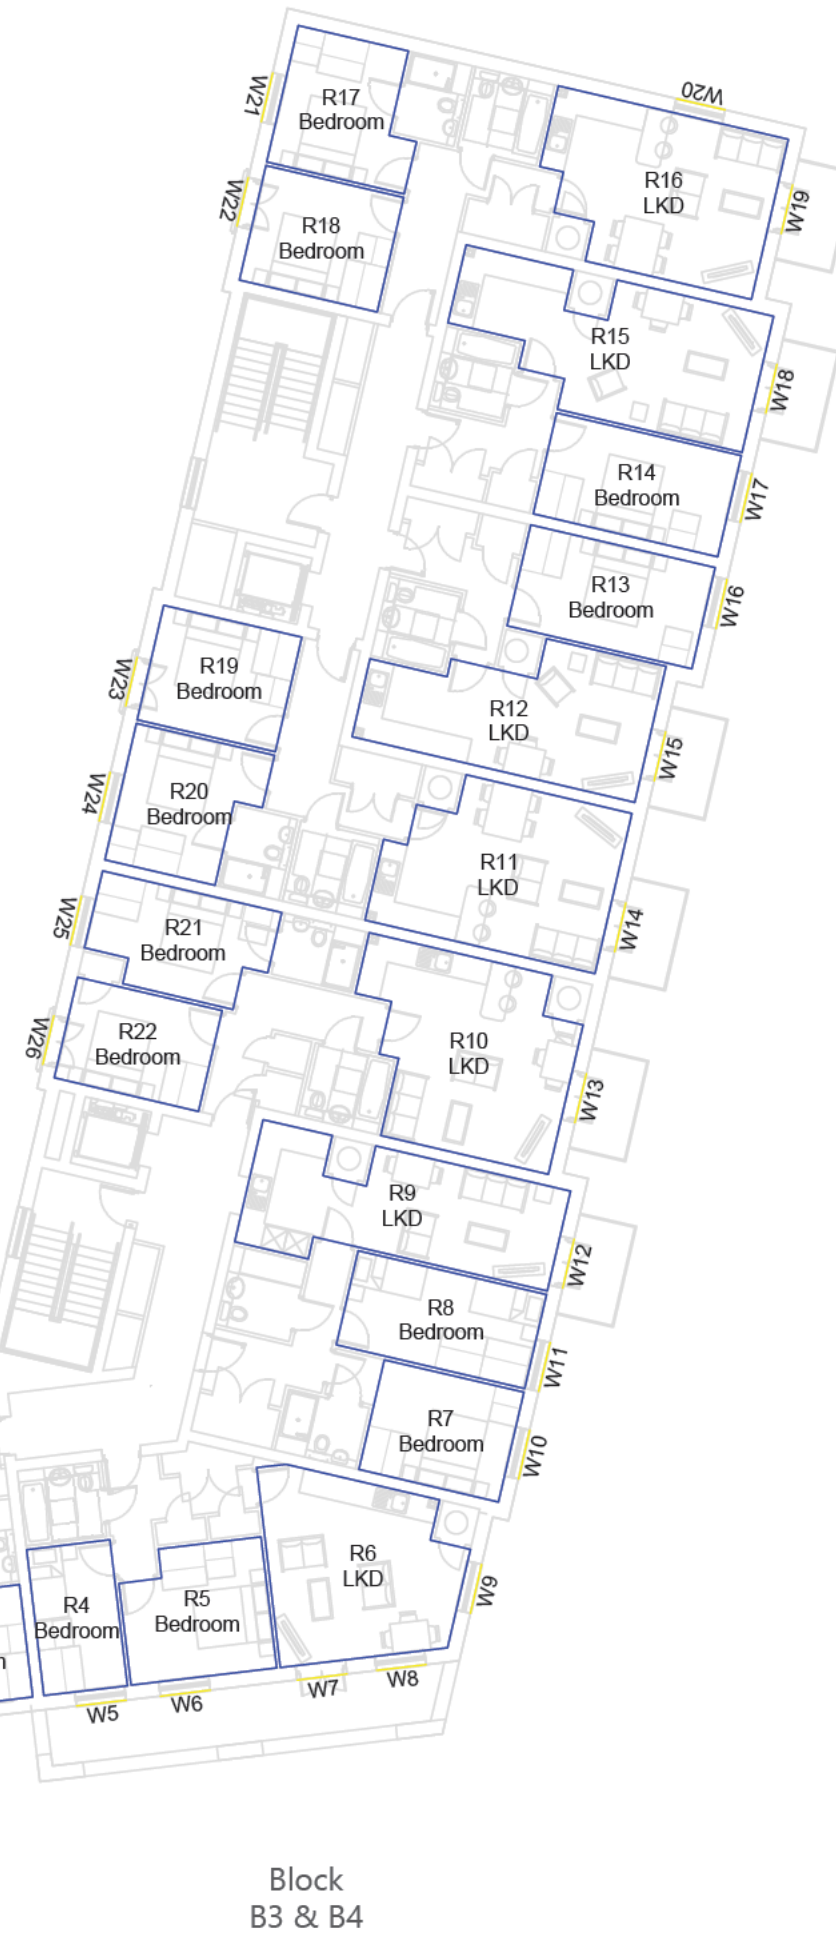 W20
W21
R17
Bedroom
R16
LKD
W19
W22
R18
Bedroom
R15
LKD
W18
R14
Bedroom
W17
R13
Bedroom
W16
R19
Bedroom
W23
R12
LKD
W15
W24
R20
Bedroom
R11
LKD
W14
W25
R21
Bedroom
R10
LKD
W26
R22
Bedroom
W13
R9
LKD
W12
R8
Bedroom
W11
R7
Bedroom
W10
R6
LKD
W9
R4
Bedroom
R5
Bedroom
W5
W6
W7
W8
Block
B3 & B4